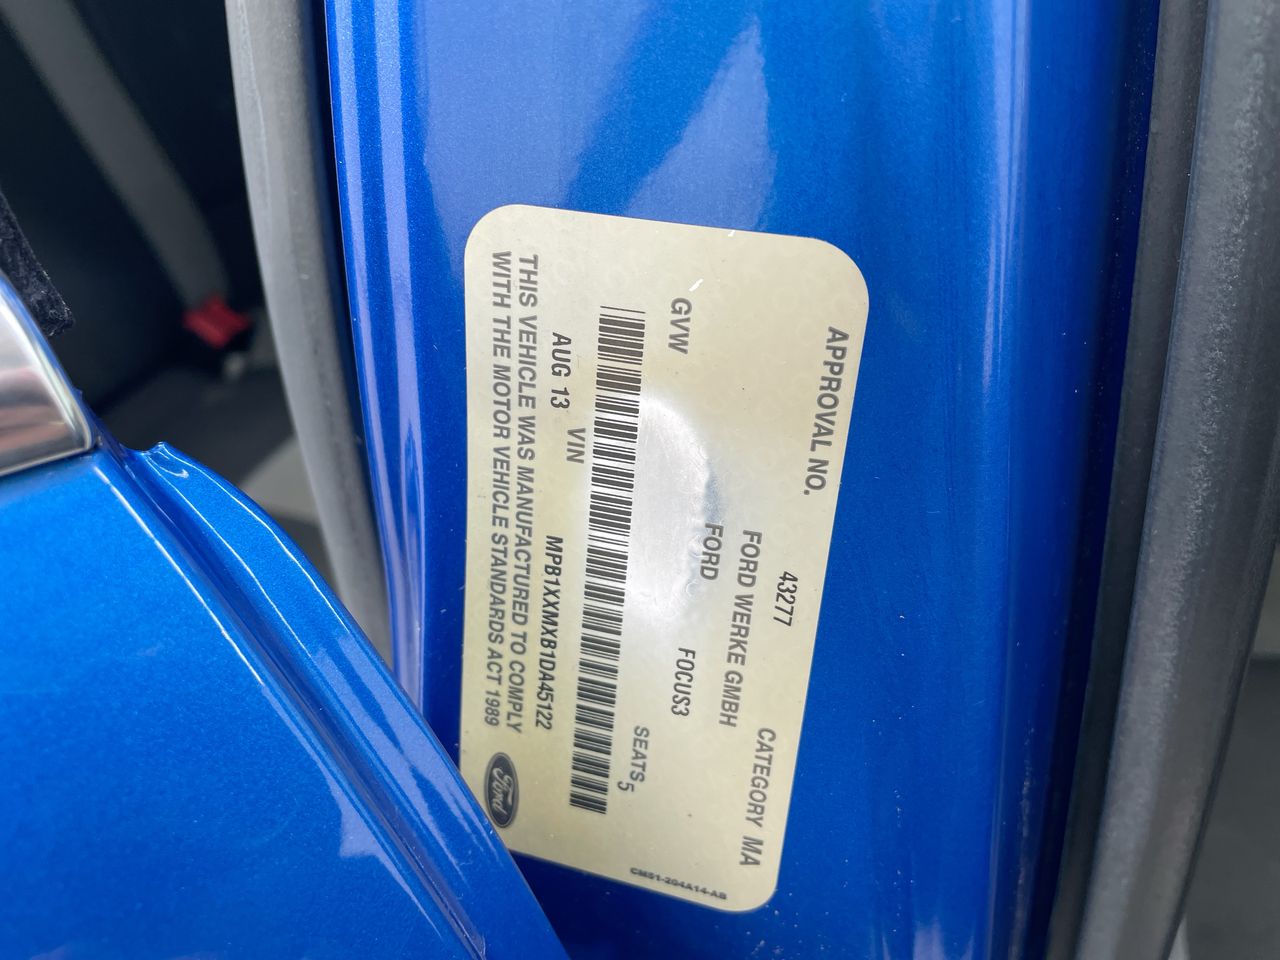 APPROVAL NO. 43277 CATEGORY MA
FORD WERKE GMBH
FORD FOCUS3
GVW SEATS 5
VIN MPB1XXMXB1DA45122
AUG 13
THIS VEHICLE WAS MANUFACTURED TO COMPLY
WITH THE MOTOR VEHICLE STANDARDS ACT 1989
Ford
CM51-204A14-AB